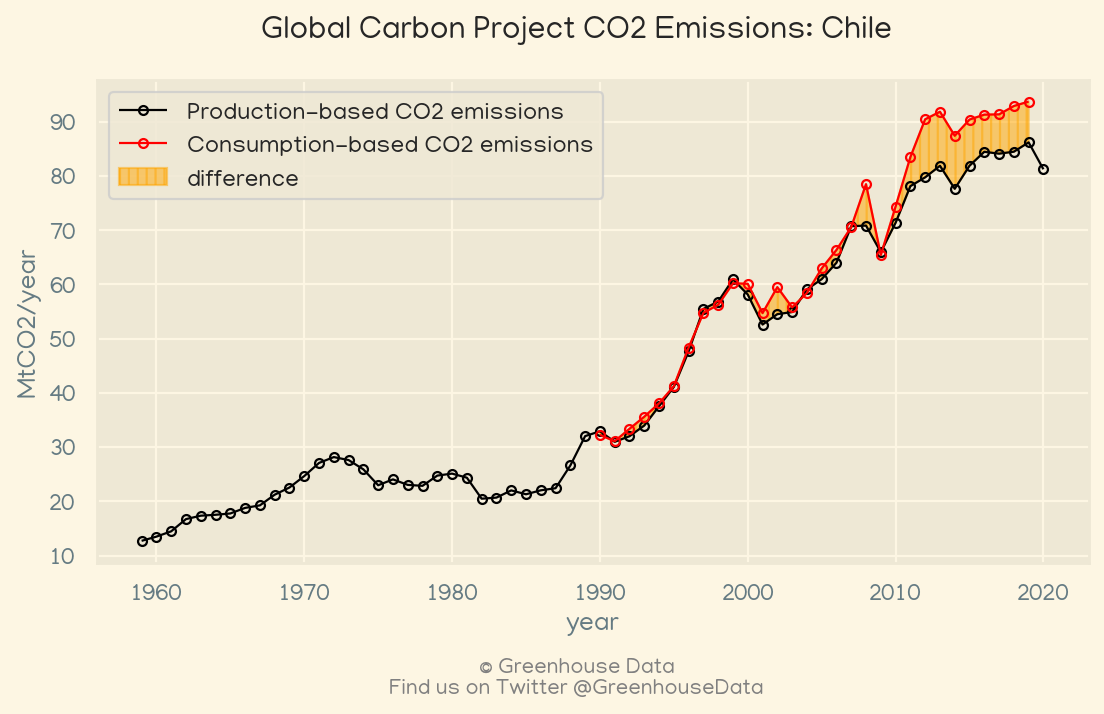 Global Carbon Project CO2 Emissions: Chile
Production-based CO2 emissions
Consumption-based CO2 emissions
difference
MtCO2/year
90
80
70
60
50
40
30
20
10
1960 1970 1980 1990 2000 2010 2020
year
© Greenhouse Data
Find us on Twitter @GreenhouseData